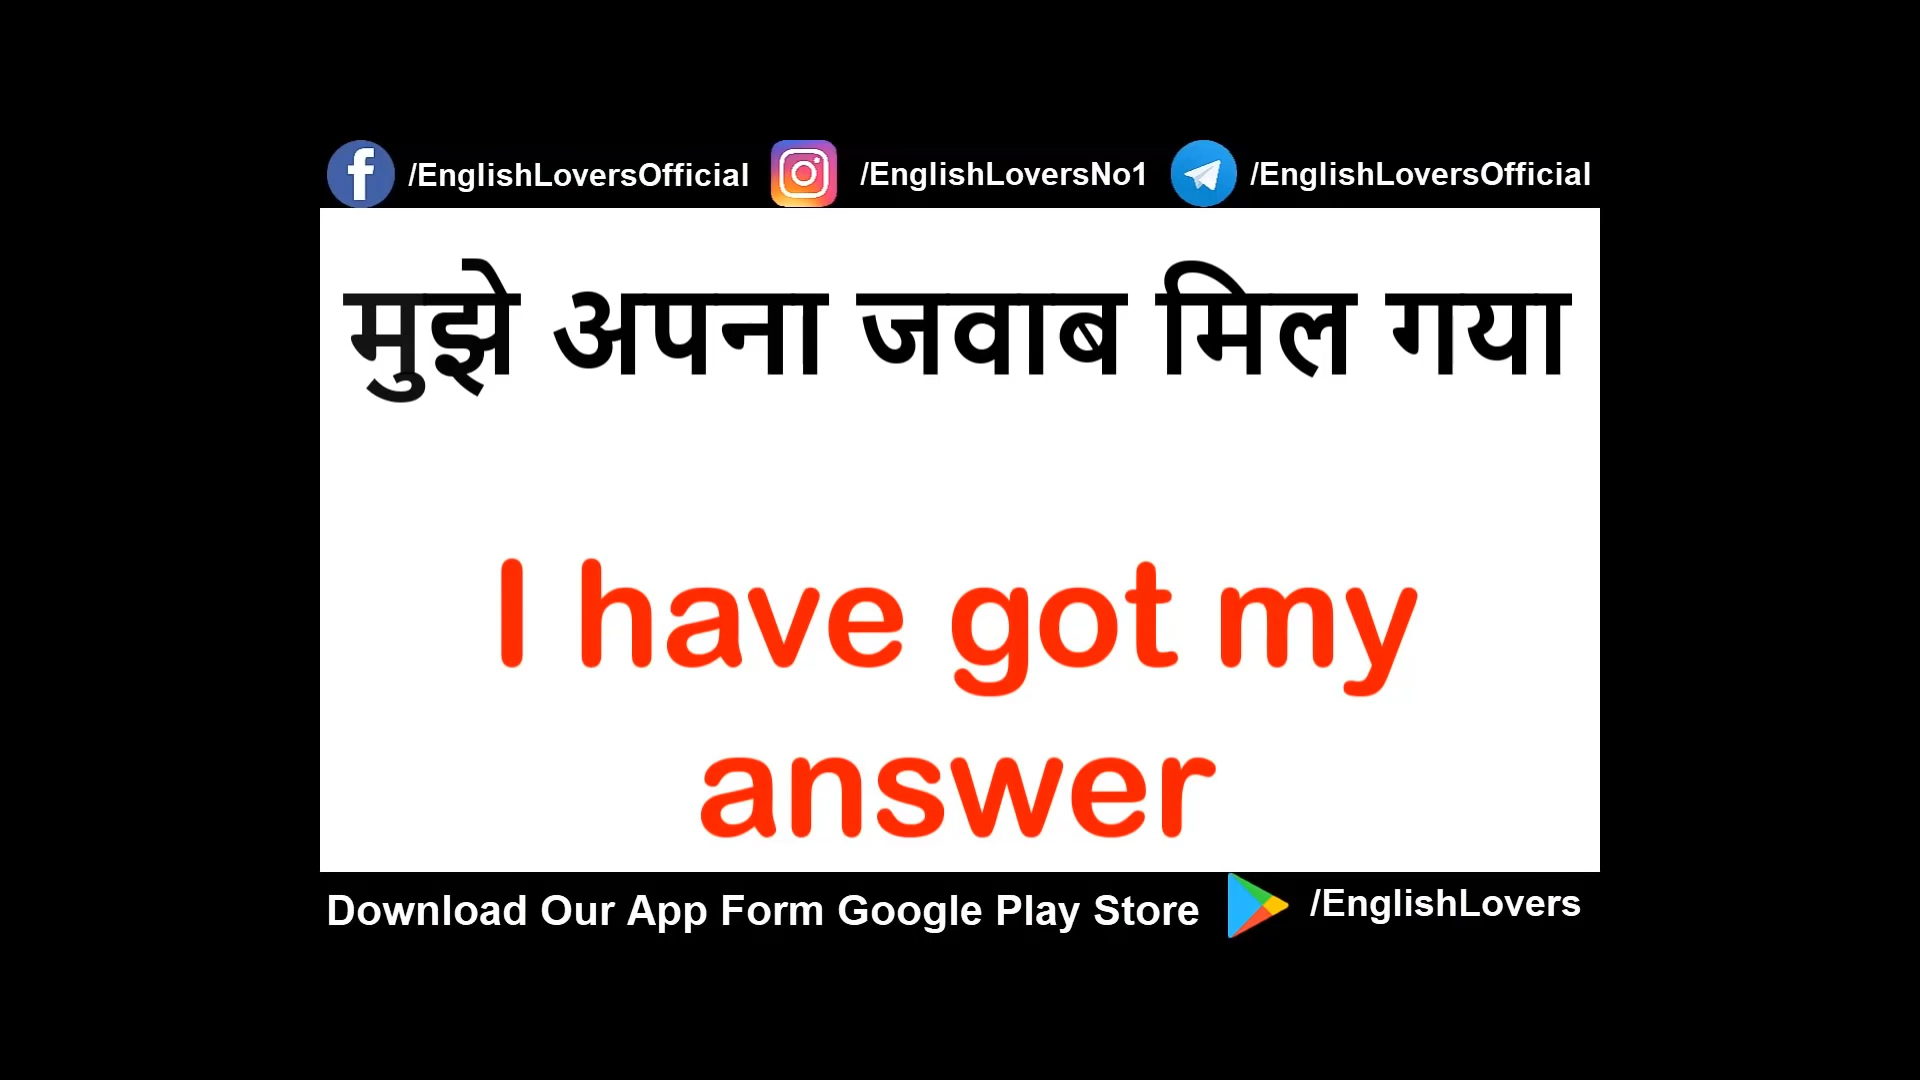 /EnglishLoversOfficial /EnglishLoversNo1 /EnglishLoversOfficial
मुझे अपना जवाब मिल गया
I have got my
answer
Download Our App Form Google Play Store /EnglishLovers